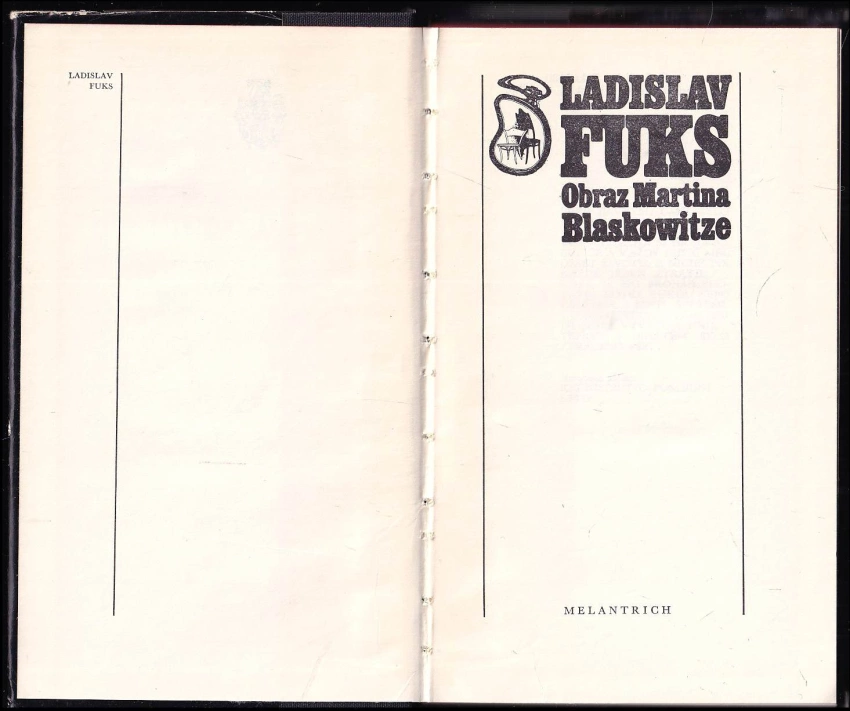 LADISLAV
FUKS
LADISLAV
FUKS
Obraz Martina
Blaskowitze
MELANTRICH